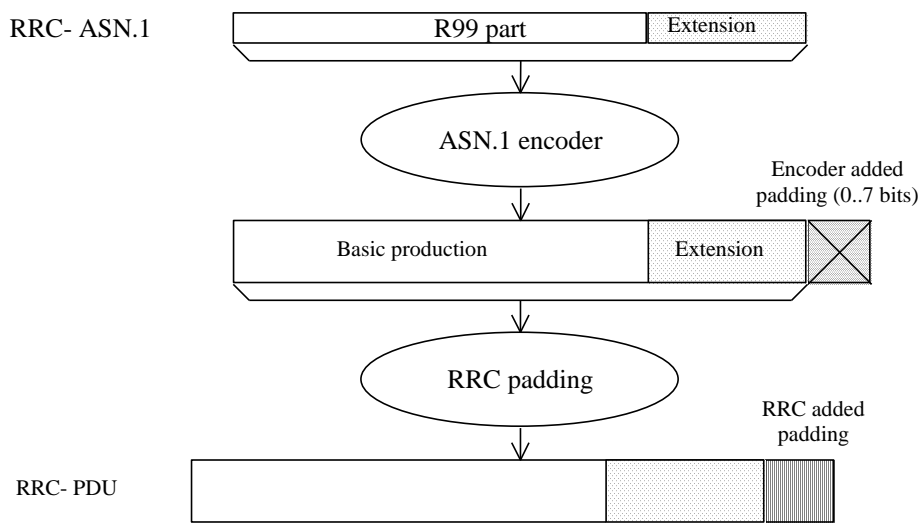 RRC- ASN.1
R99 part
Extension
ASN.1 encoder
Encoder added
padding (0..7 bits)
Basic production
Extension
RRC padding
RRC added
padding
RRC- PDU